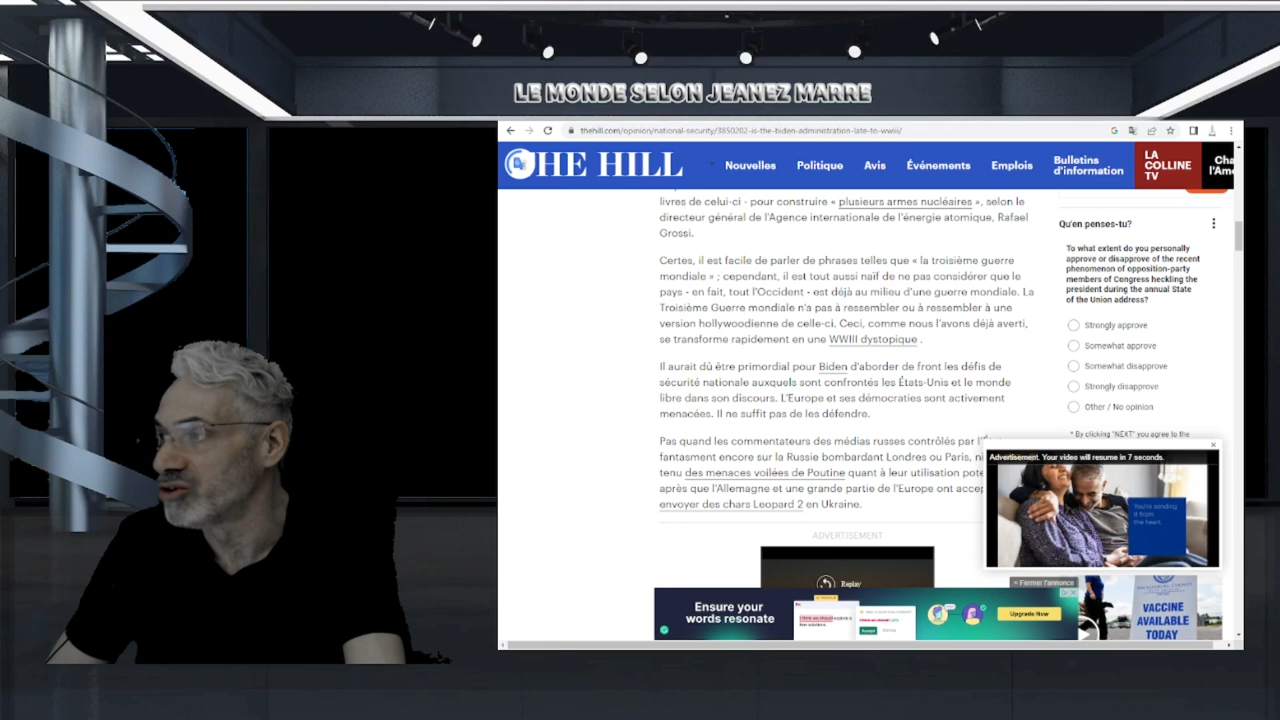 LE MONDE SELON JEANEZ MARRE
thehill.com/opinion/national-security/3850202-is-the-biden-administration-late-to-wwiii/
HE HILL
Nouvelles
Politique
Avis
Événements
Emplois
Bulletins
d'information
LA
COLLINE
TV
Cha
l'Amé
livres de celui-ci - pour construire « plusieurs armes nucléaires », selon le
directeur général de l'Agence internationale de l'énergie atomique, Rafael
Grossi.
Certes, il est facile de parler de phrases telles que « la troisième guerre
mondiale » ; cependant, il est tout aussi naïf de ne pas considérer que le
pays - en fait, tout l'Occident - est déjà au milieu d'une guerre mondiale. La
Troisième Guerre mondiale n'a pas à ressembler ou à ressembler à une
version hollywoodienne de celle-ci. Ceci, comme nous l'avons déjà averti,
se transforme rapidement en une WWIII dystopique .
Il aurait dû être primordial pour Biden d'aborder de front les défis de
sécurité nationale auxquels sont confrontés les États-Unis et le monde
libre dans son discours. L'Europe et ses démocraties sont activement
menacées. Il ne suffit pas de les défendre.
Pas quand les commentateurs des médias russes contrôlés par l'Ét
fantasment encore sur la Russie bombardant Londres ou Paris, ni
tenu des menaces voilées de Poutine quant à leur utilisation pote
après que l'Allemagne et une grande partie de l'Europe ont accep
envoyer des chars Leopard 2 en Ukraine.
ADVERTISEMENT
Replay
Qu'en penses-tu?
To what extent do you personally
approve or disapprove of the recent
phenomenon of opposition-party
members of Congress heckling the
president during the annual State
of the Union address?
Strongly approve
Somewhat approve
Somewhat disapprove
Strongly disapprove
Other / No opinion
* By clicking "NEXT" you agree to the
Advertisement. Your video will resume in 7 seconds.
You're sending
it from
the heart.
× Fermer l'annonce
Ensure your
words resonate
Upgrade Now
VACCINE
AVAILABLE
TODAY